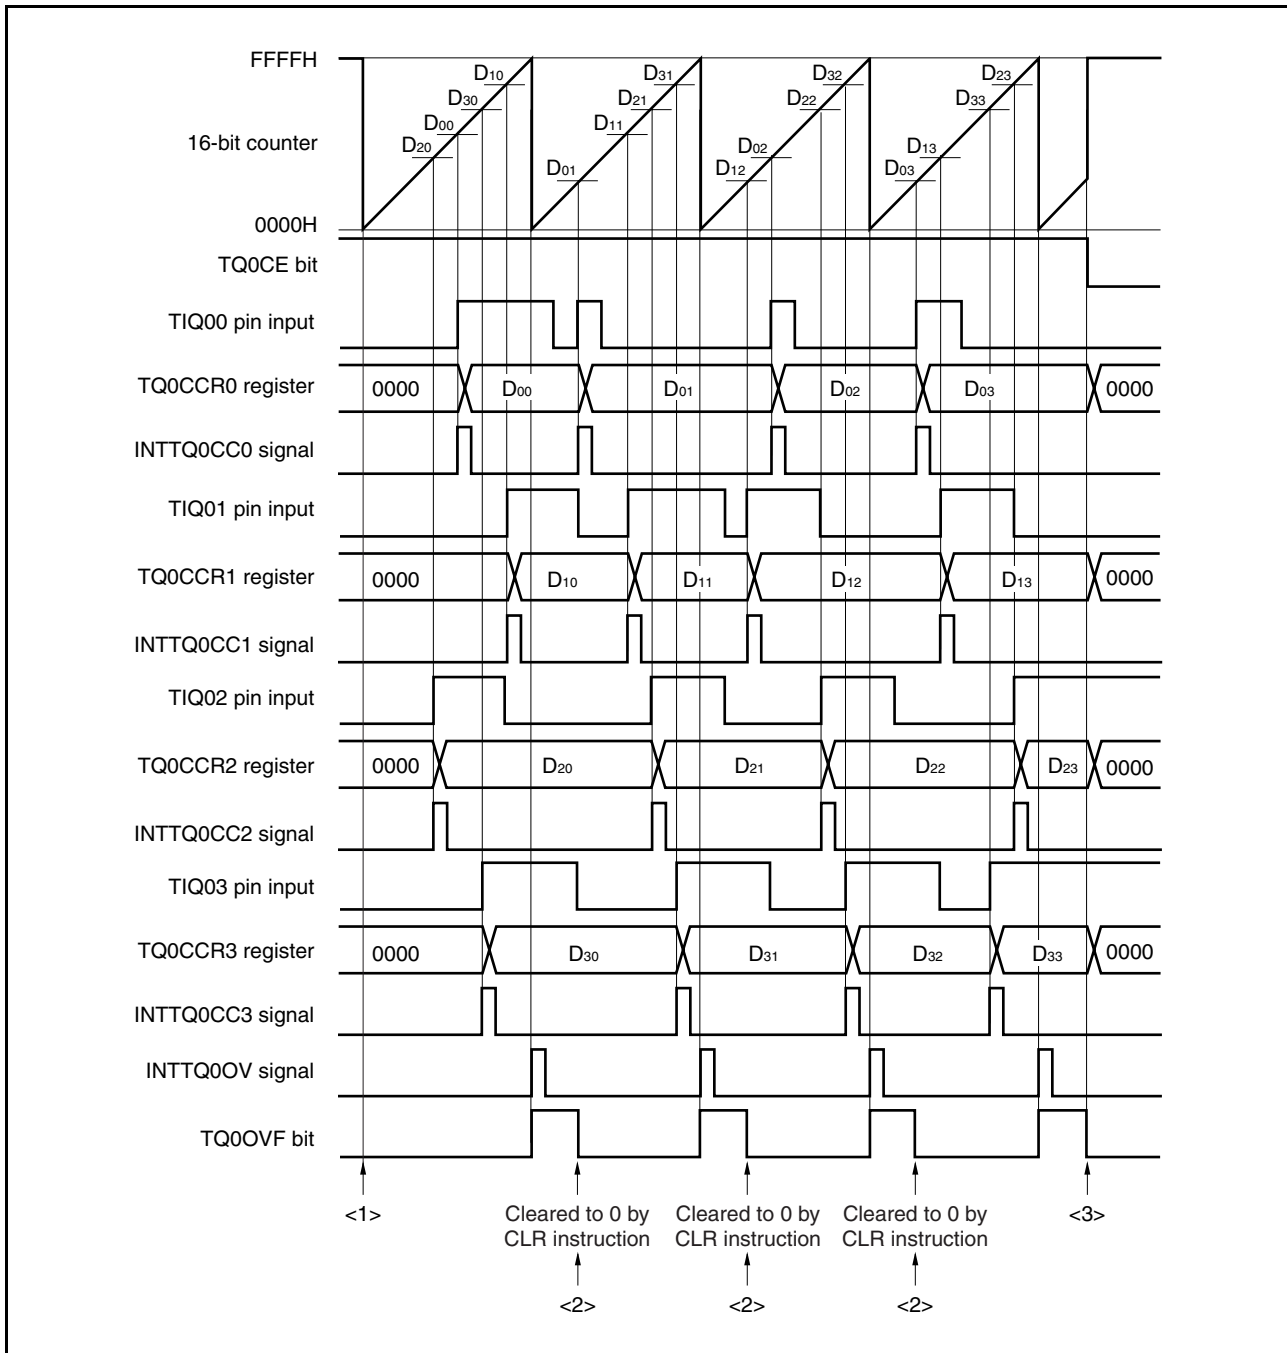 FFFFH
16-bit counter
0000H
D10
D30
D00
D20
D31
D21
D11
D01
D32
D22
D02
D12
D23
D33
D13
D03
TQ0CE bit
TIQ00 pin input
TQ0CCR0 register
0000 D00 D01 D02 D03 0000
INTTQ0CC0 signal
TIQ01 pin input
TQ0CCR1 register
0000 D10 D11 D12 D13 0000
INTTQ0CC1 signal
TIQ02 pin input
TQ0CCR2 register
0000 D20 D21 D22 D23 0000
INTTQ0CC2 signal
TIQ03 pin input
TQ0CCR3 register
0000 D30 D31 D32 D33 0000
INTTQ0CC3 signal
INTTQ0OV signal
TQ0OVF bit
<1>
Cleared to 0 by
CLR instruction
<2>
Cleared to 0 by
CLR instruction
<2>
Cleared to 0 by
CLR instruction
<2>
<3>